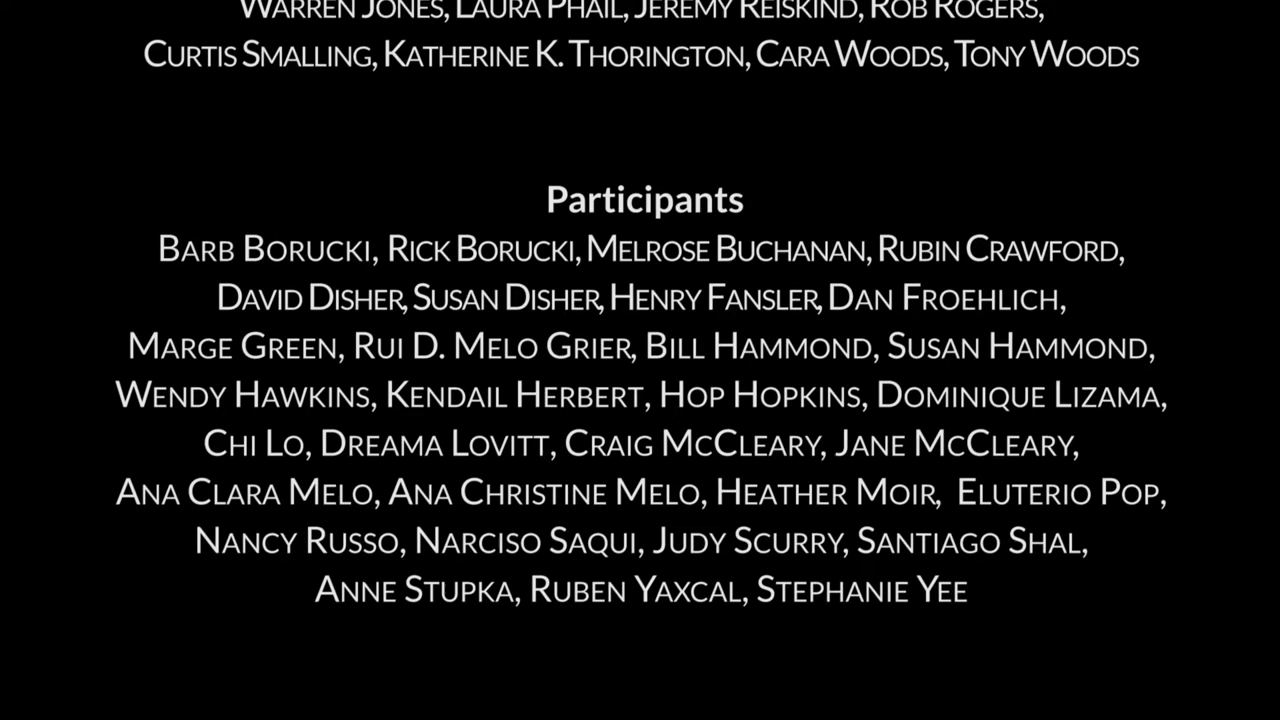 WARREN JONES, LAURA PHAIL, JEREMY REISKIND, ROB ROGERS,
CURTIS SMALLING, KATHERINE K. THORINGTON, CARA WOODS, TONY WOODS
Participants
BARB BORUCKI, RICK BORUCKI, MELROSE BUCHANAN, RUBIN CRAWFORD,
DAVID DISHER, SUSAN DISHER, HENRY FANSLER, DAN FROEHLICH,
MARGE GREEN, RUI D. MELO GRIER, BILL HAMMOND, SUSAN HAMMOND,
WENDY HAWKINS, KENDAIL HERBERT, HOP HOPKINS, DOMINIQUE LIZAMA,
CHI LO, DREAMA LOVITT, CRAIG MCCLEARY, JANE MCCLEARY,
ANA CLARA MELO, ANA CHRISTINE MELO, HEATHER MOIR, ELUTERIO POP,
NANCY RUSSO, NARCISO SAQUI, JUDY SCURRY, SANTIAGO SHAL,
ANNE STUPKA, RUBEN YAXCAL, STEPHANIE YEE